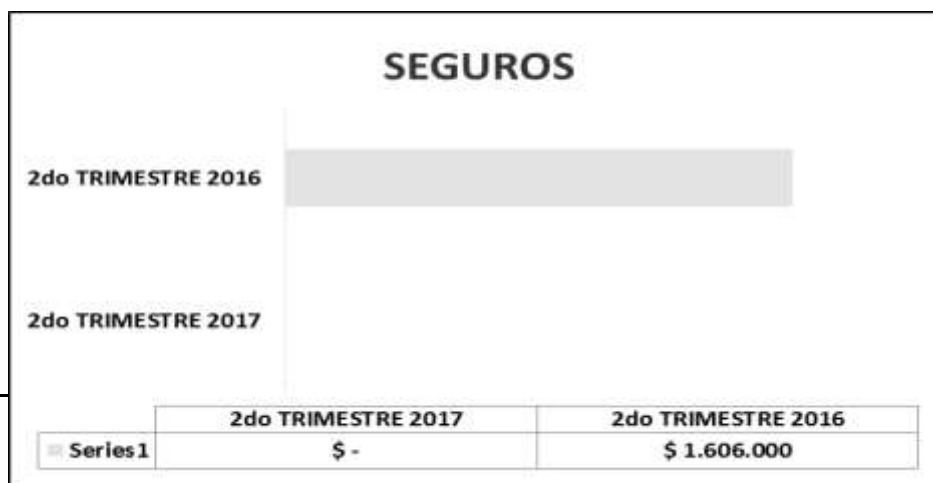 SEGUROS
2do TRIMESTRE 2016
2do TRIMESTRE 2017
2do TRIMESTRE 2017 2do TRIMESTRE 2016
Series1 $ - $ 1.606.000